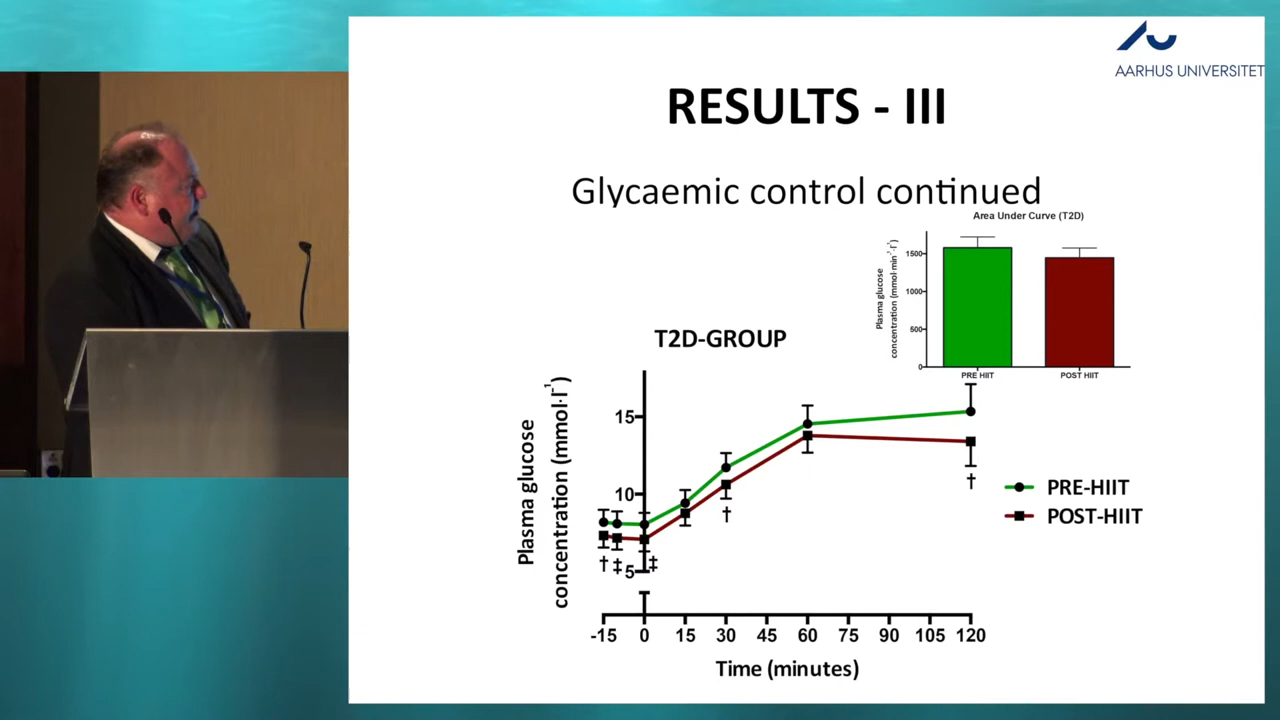 AARHUS UNIVERSITET
RESULTS - III
Glycaemic control continued
Area Under Curve (T2D)
Plasma glucose
concentration (mmol·min⁻¹·l⁻¹)
1500
1000
500
0
PRE HIIT
POST HIIT
T2D-GROUP
Plasma glucose
concentration (mmol·l⁻¹)
15
10
5
† ‡ ‡ † †
PRE-HIIT
POST-HIIT
-15 0 15 30 45 60 75 90 105 120
Time (minutes)